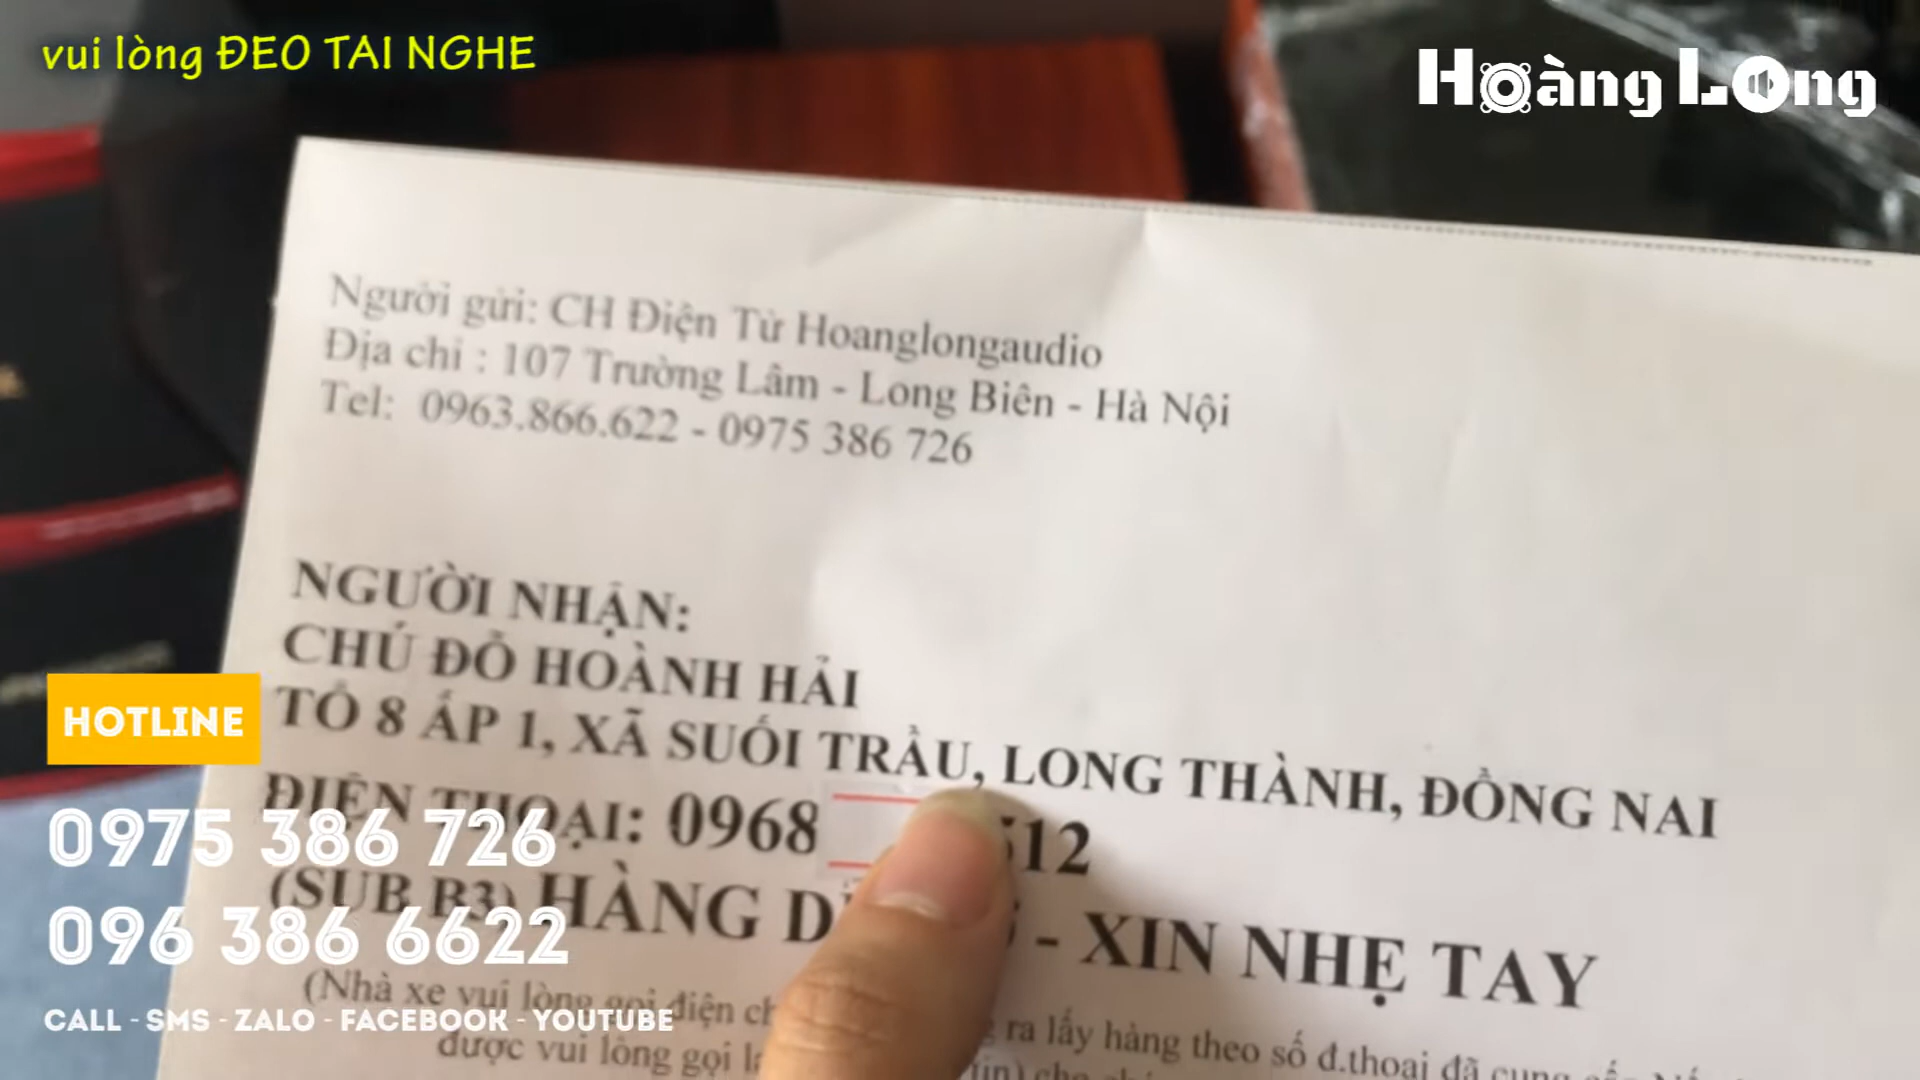 vui lòng ĐEO TAI NGHE
Hoàng Long
Người gửi: CH Điện Tử Hoanglongaudio
Địa chỉ : 107 Trường Lâm - Long Biên - Hà Nội
Tel: 0963.866.622 - 0975 386 726
NGƯỜI NHẬN:
CHÚ ĐỖ HOÀNH HẢI
TỔ 8 ẤP 1, XÃ SUỐI TRẦU, LONG THÀNH, ĐỒNG NAI
ĐIỆN THOẠI: 0968 512
(SUB B3) HÀNG - XIN NHẸ TAY
(Nhà xe vui lòng gọi điện ra lấy hàng theo số đ.thoại đã cung
được vui lòng gọi
HOTLINE
0975 386 726
096 386 6622
CALL - SMS - ZALO - FACEBOOK - YOUTUBE